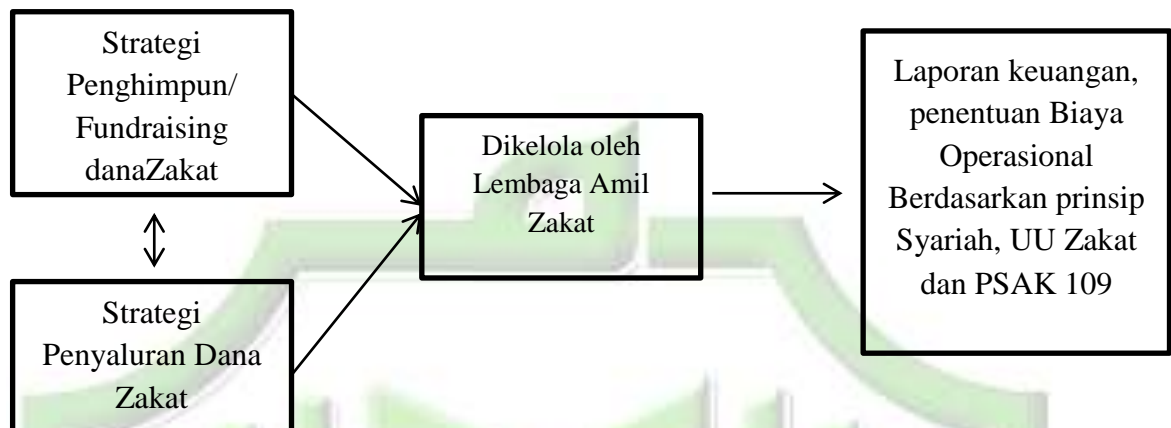 Strategi
Penghimpun/
Fundraising
danaZakat
Dikelola oleh
Lembaga Amil
Zakat
Laporan keuangan,
penentuan Biaya
Operasional
Berdasarkan prinsip
Syariah, UU Zakat
dan PSAK 109
Strategi
Penyaluran Dana
Zakat